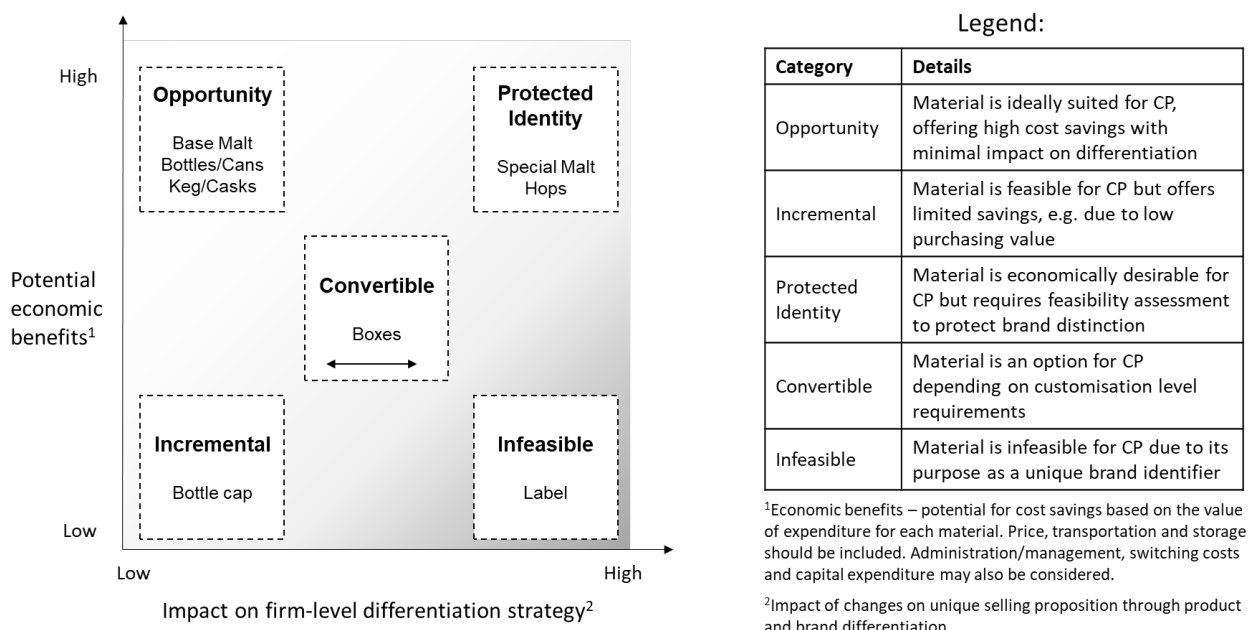 High
Opportunity
Base Malt
Bottles/Cans
Keg/Casks
Protected
Identity
Special Malt
Hops
Potential
economic
benefits¹
Convertible
Boxes
Incremental
Bottle cap
Infeasible
Label
Low
Low
High
Impact on firm-level differentiation strategy²
Legend:
Category
Details
Opportunity
Material is ideally suited for CP,
offering high cost savings with
minimal impact on differentiation
Incremental
Material is feasible for CP but offers
limited savings, e.g. due to low
purchasing value
Protected
Identity
Material is economically desirable for
CP but requires feasibility assessment
to protect brand distinction
Convertible
Material is an option for CP
depending on customisation level
requirements
Infeasible
Material is infeasible for CP due to its
purpose as a unique brand identifier
¹Economic benefits – potential for cost savings based on the value
of expenditure for each material. Price, transportation and storage
should be included. Administration/management, switching costs
and capital expenditure may also be considered.
²Impact of changes on unique selling proposition through product
and brand differentiation